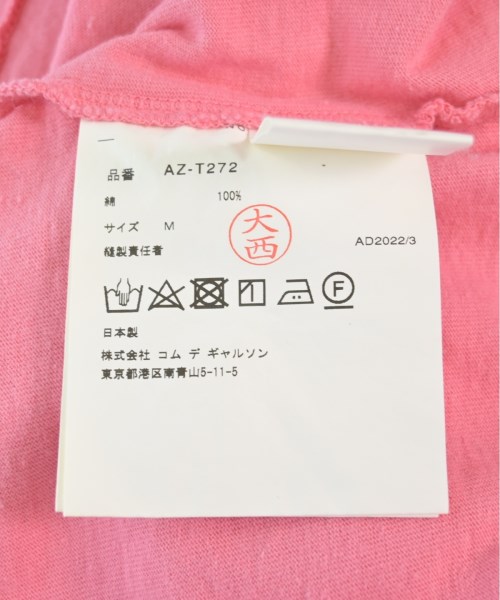 品番 AZ-T272
綿 100%
サイズ M
大西
縫製責任者
AD2022/3
F
日本製
株式会社 コム デ ギャルソン
東京都港区南青山5-11-5